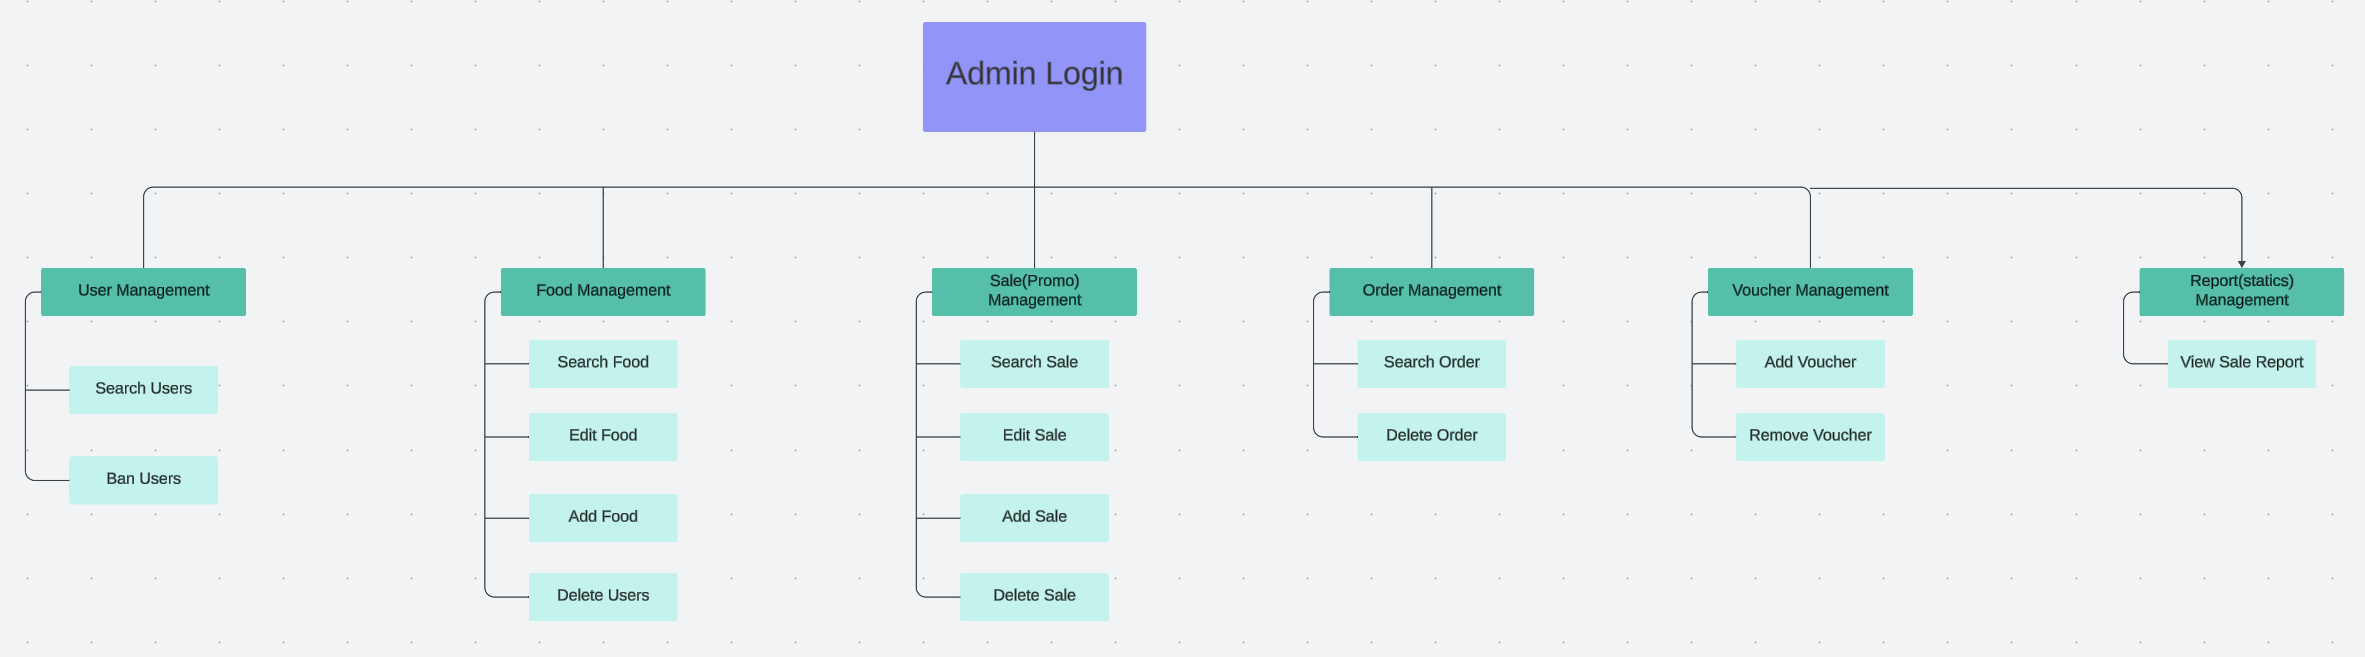 Admin Login
User Management
Search Users
Ban Users
Food Management
Search Food
Edit Food
Add Food
Delete Users
Sale(Promo)
Management
Search Sale
Edit Sale
Add Sale
Delete Sale
Order Management
Search Order
Delete Order
Voucher Management
Add Voucher
Remove Voucher
Report(statics)
Management
View Sale Report